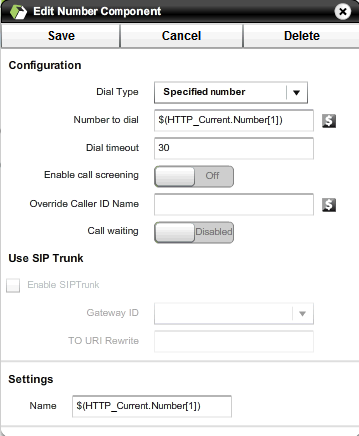 Edit Number Component
Save Cancel Delete
Configuration
Dial Type Specified number
Number to dial $(HTTP_Current.Number[1])
Dial timeout 30
Enable call screening Off
Override Caller ID Name
Call waiting Disabled
Use SIP Trunk
Enable SIPTrunk
Gateway ID
TO URI Rewrite
Settings
Name $(HTTP_Current.Number[1])